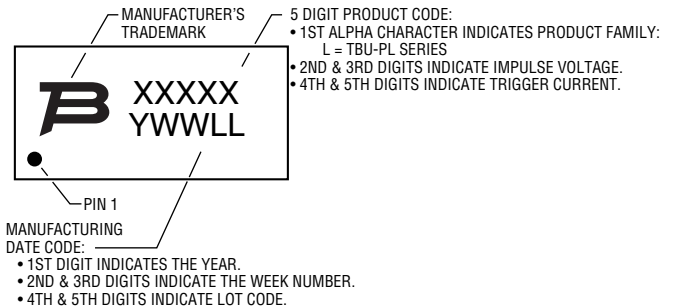 MANUFACTURER'S
TRADEMARK
5 DIGIT PRODUCT CODE:
• 1ST ALPHA CHARACTER INDICATES PRODUCT FAMILY:
L = TBU-PL SERIES
• 2ND & 3RD DIGITS INDICATE IMPULSE VOLTAGE.
• 4TH & 5TH DIGITS INDICATE TRIGGER CURRENT.
XXXXX
YWWLL
PIN 1
MANUFACTURING
DATE CODE:
• 1ST DIGIT INDICATES THE YEAR.
• 2ND & 3RD DIGITS INDICATE THE WEEK NUMBER.
• 4TH & 5TH DIGITS INDICATE LOT CODE.